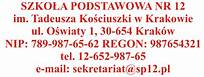 SZKOŁA PODSTAWOWA NR 12
im. Tadeusza Kościuszki w Krakowie
ul. Oświaty 1, 30-654 Kraków
NIP: 789-987-65-62 REGON: 987654321
tel. 12-652-987-65
e-mail: sekretariat@sp12.pl